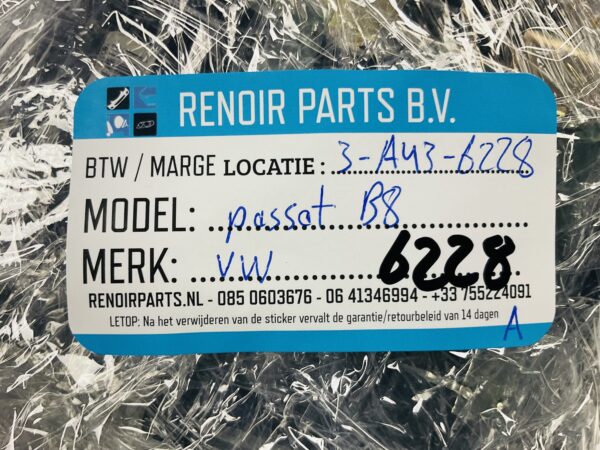 RENOIR PARTS B.V.
BTW / MARGE LOCATIE: 3-A43-6228
MODEL: passat B8
MERK: VW 6228
RENOIRPARTS.NL - 085 0603676 - 06 41346994 - +33 755224091
LETOP: Na het verwijderen van de sticker vervalt de garantie/retourbeleid van 14 dagen
A